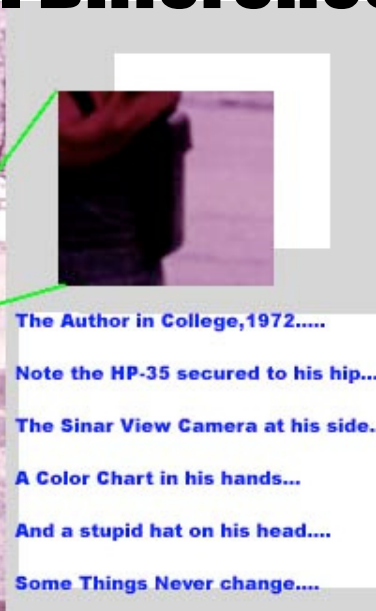 The Author in College,1972.....
Note the HP-35 secured to his hip...
The Sinar View Camera at his side.
A Color Chart in his hands...
And a stupid hat on his head....
Some Things Never change....